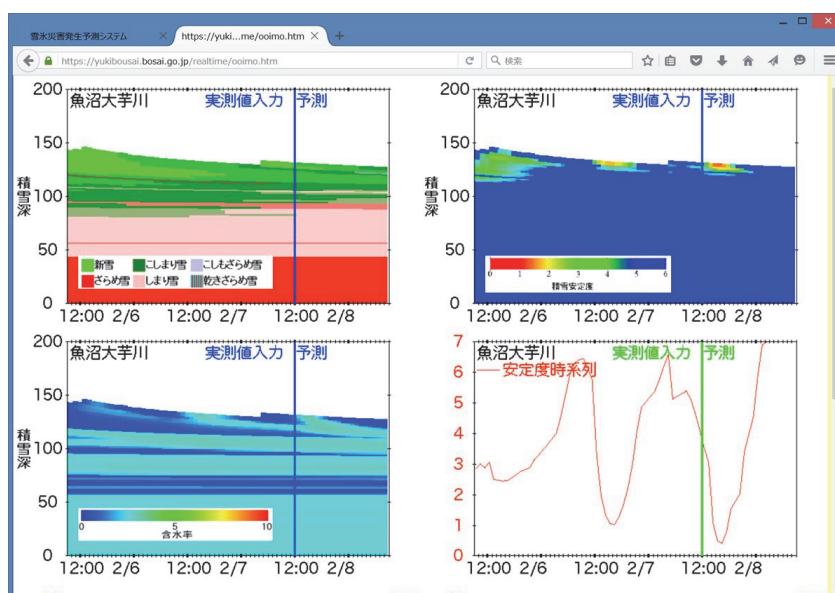 雪氷災害発生予測システム
https://yuki...me/ooimo.htm
https://yukibousai.bosai.go.jp/realtime/ooimo.htm
検索
魚沼大芋川 実測値入力 予測
200
150
100
50
0
積雪深
新雪 こしまり雪 こしもざらめ雪
ざらめ雪 しまり雪 乾きざらめ雪
12:00 2/6 12:00 2/7 12:00 2/8
魚沼大芋川 実測値入力 予測
200
150
100
50
0
積雪深
0 1 2 3 4 5 6
積雪安定度
12:00 2/6 12:00 2/7 12:00 2/8
魚沼大芋川 実測値入力 予測
200
150
100
50
0
積雪深
0 5 10
含水率
12:00 2/6 12:00 2/7 12:00 2/8
魚沼大芋川 実測値入力 予測
安定度時系列
7
6
5
4
3
2
1
0
12:00 2/6 12:00 2/7 12:00 2/8